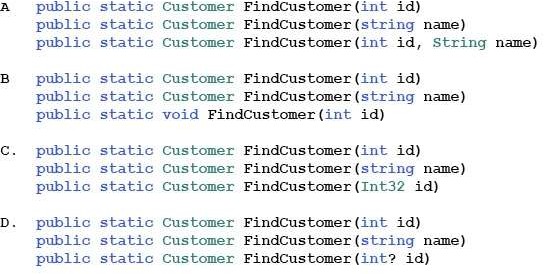 A public static Customer FindCustomer(int id)
public static Customer FindCustomer(string name)
public static Customer FindCustomer(int id, String name)
B public static Customer FindCustomer(int id)
public static Customer FindCustomer(string name)
public static void FindCustomer(int id)
C. public static Customer FindCustomer(int id)
public static Customer FindCustomer(string name)
public static Customer FindCustomer(Int32 id)
D. public static Customer FindCustomer(int id)
public static Customer FindCustomer(string name)
public static Customer FindCustomer(int? id)